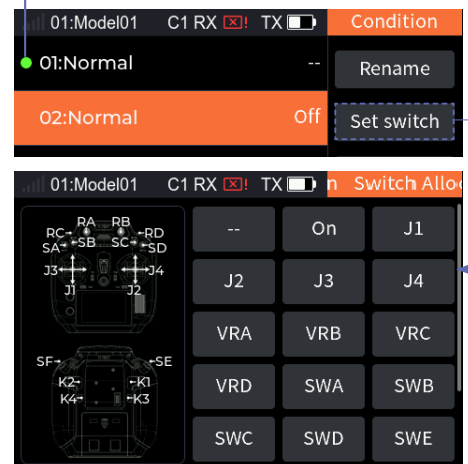 01:Model01 C1 RX ! TX Condition
01:Normal -- Rename
02:Normal Off Set switch
01:Model01 C1 RX ! TX n Switch Alloc
RA RB
RC RD
SA SB SC SD
J3 J4
J1 J2
SF SE
K2 K1
K4 K3
-- On J1
J2 J3 J4
VRA VRB VRC
VRD SWA SWB
SWC SWD SWE